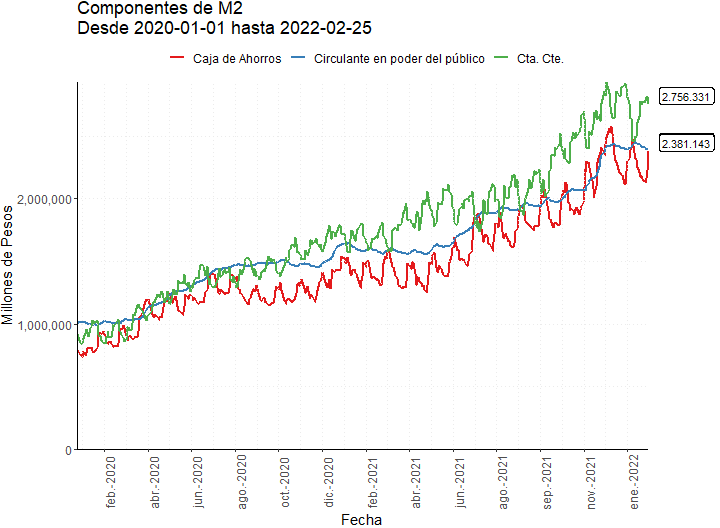 Componentes de M2
Desde 2020-01-01 hasta 2022-02-25
Caja de Ahorros Circulante en poder del público Cta. Cte.
2.756.331
2.381.143
2,000,000
1,000,000
0
Millones de Pesos
feb.-2020 abr.-2020 jun.-2020 ago.-2020 oct.-2020 dic.-2020 feb.-2021 abr.-2021 jun.-2021 ago.-2021 sep.-2021 nov.-2021 ene.-2022
Fecha